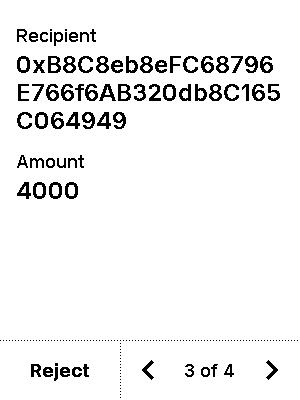 Recipient
0xB8C8eb8eFC68796
E766f6AB320db8C165
C064949
Amount
4000
Reject
3 of 4